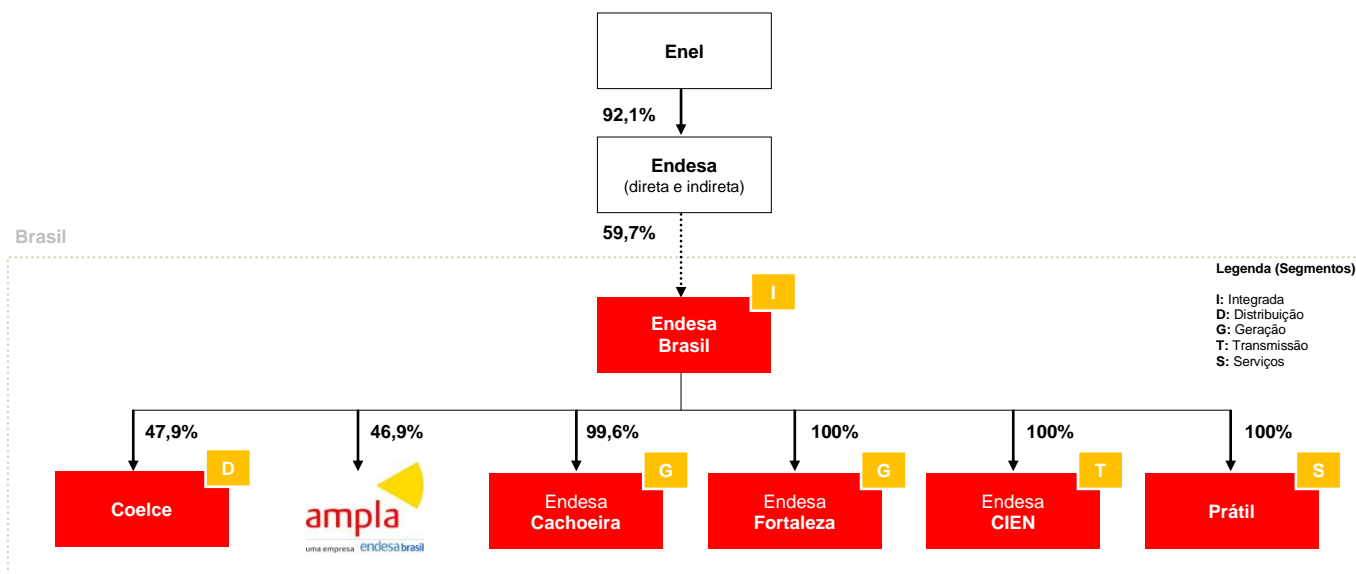 Enel
92,1%
Endesa
(direta e indireta)
59,7%
Brasil
Legenda (Segmentos)
I: Integrada
D: Distribuição
G: Geração
T: Transmissão
S: Serviços
I
Endesa
Brasil
47,9%
46,9%
99,6%
100%
100%
100%
D
Coelce
ampla
uma empresa endesabrasil
G
Endesa
Cachoeira
G
Endesa
Fortaleza
T
Endesa
CIEN
S
Prátil